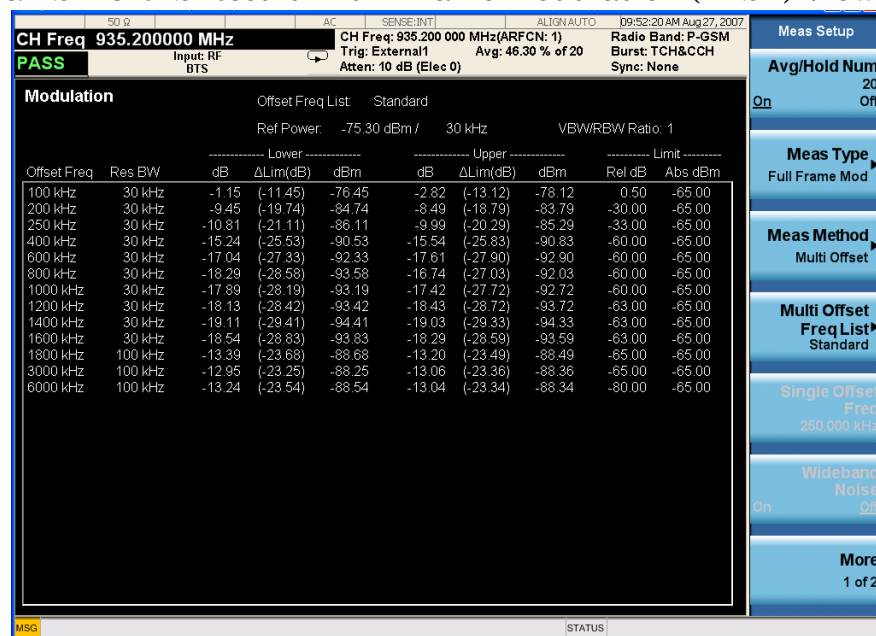 50 Ω AC SENSE:INT ALIGN AUTO 09:52:20 AM Aug 27, 2007
CH Freq 935.200000 MHz
PASS
Input: RF
BTS
CH Freq: 935.200 000 MHz(ARFCN: 1)
Trig: External1 Avg: 46.30 % of 20
Atten: 10 dB (Elec 0)
Radio Band: P-GSM
Burst: TCH&CCH
Sync: None
Modulation
Offset Freq List: Standard
Ref Power: -75.30 dBm / 30 kHz VBW/RBW Ratio: 1
------------ Lower ------------- ------------ Upper ------------- ---------- Limit ---------
Offset Freq Res BW dB ΔLim(dB) dBm dB ΔLim(dB) dBm Rel dB Abs dBm
100 kHz 30 kHz -1.15 (-11.45) -76.45 -2.82 (-13.12) -78.12 0.50 -65.00
200 kHz 30 kHz -9.45 (-19.74) -84.74 -8.49 (-18.79) -83.79 -30.00 -65.00
250 kHz 30 kHz -10.81 (-21.11) -86.11 -9.99 (-20.29) -85.29 -33.00 -65.00
400 kHz 30 kHz -15.24 (-25.53) -90.53 -15.54 (-25.83) -90.83 -60.00 -65.00
600 kHz 30 kHz -17.04 (-27.33) -92.33 -17.61 (-27.90) -92.90 -60.00 -65.00
800 kHz 30 kHz -18.29 (-28.58) -93.58 -16.74 (-27.03) -92.03 -60.00 -65.00
1000 kHz 30 kHz -17.89 (-28.19) -93.19 -17.42 (-27.72) -92.72 -60.00 -65.00
1200 kHz 30 kHz -18.13 (-28.42) -93.42 -18.43 (-28.72) -93.72 -63.00 -65.00
1400 kHz 30 kHz -19.11 (-29.41) -94.41 -19.03 (-29.33) -94.33 -63.00 -65.00
1600 kHz 30 kHz -18.54 (-28.83) -93.83 -18.29 (-28.59) -93.59 -63.00 -65.00
1800 kHz 100 kHz -13.39 (-23.68) -88.68 -13.20 (-23.49) -88.49 -65.00 -65.00
3000 kHz 100 kHz -12.95 (-23.25) -88.25 -13.06 (-23.36) -88.36 -65.00 -65.00
6000 kHz 100 kHz -13.24 (-23.54) -88.54 -13.04 (-23.34) -88.34 -80.00 -65.00
Meas Setup
Avg/Hold Num
20
On Off
Meas Type
Full Frame Mod
Meas Method
Multi Offset
Multi Offset
Freq List
Standard
Single Offset
Freq
250.000 kHz
Wideband
Noise
On Off
More
1 of 2
MSG STATUS